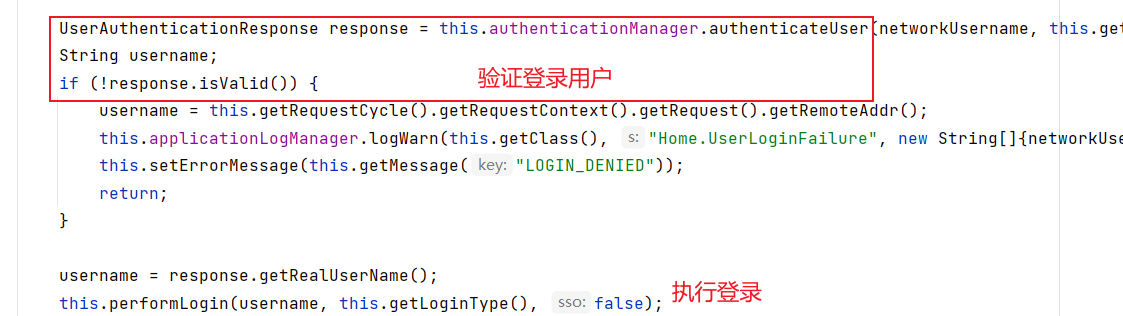 UserAuthenticationResponse response = this.authenticationManager.authenticateUser(networkUsername, this.get
String username;
if (!response.isValid()) {
验证登录用户
username = this.getRequestCycle().getRequestContext().getRequest().getRemoteAddr();
this.applicationLogManager.logWarn(this.getClass(), s: "Home.UserLoginFailure", new String[]{networkUse
this.setErrorMessage(this.getMessage( key: "LOGIN_DENIED"));
return;
}
username = response.getRealUserName();
执行登录
this.performLogin(username, this.getLoginType(), sso: false);